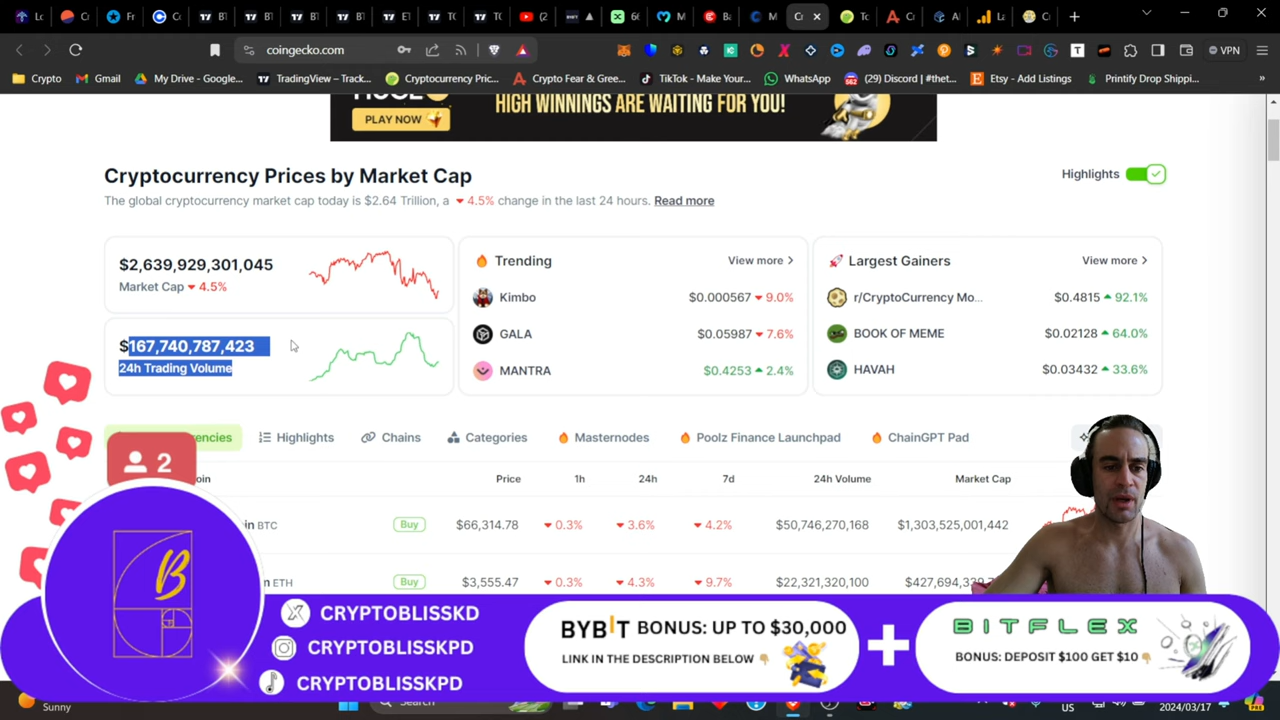 coingecko.com
VPN
Crypto
Gmail
My Drive - Google...
TradingView – Track...
Cryptocurrency Pric...
Crypto Fear & Gree...
TikTok - Make Your...
WhatsApp
(29) Discord | #thet...
Etsy - Add Listings
Printify Drop Shippi...
HIGH WINNINGS ARE WAITING FOR YOU!
PLAY NOW
Cryptocurrency Prices by Market Cap
Highlights
The global cryptocurrency market cap today is $2.64 Trillion, a 4.5% change in the last 24 hours. Read more
$2,639,929,301,045
Market Cap 4.5%
$167,740,787,423
24h Trading Volume
Trending
View more
Kimbo $0.000567 9.0%
GALA $0.05987 7.6%
MANTRA $0.4253 2.4%
Largest Gainers
View more
r/CryptoCurrency Mo... $0.4815 92.1%
BOOK OF MEME $0.02128 64.0%
HAVAH $0.03432 33.6%
Highlights
Chains
Categories
Masternodes
Poolz Finance Launchpad
ChainGPT Pad
2
Price 1h 24h 7d 24h Volume Market Cap
BTC Buy $66,314.78 0.3% 3.6% 4.2% $50,746,270,168 $1,303,525,001,442
ETH Buy $3,555.47 0.3% 4.3% 9.7% $22,321,320,100
B
CRYPTOBLISSKD
CRYPTOBLISSKPD
CRYPTOBLISSKPD
BYBIT BONUS: UP TO $30,000
LINK IN THE DESCRIPTION BELOW
+
BITFLEX
BONUS: DEPOSIT $100 GET $10
Sunny
Search
US
2024/03/17